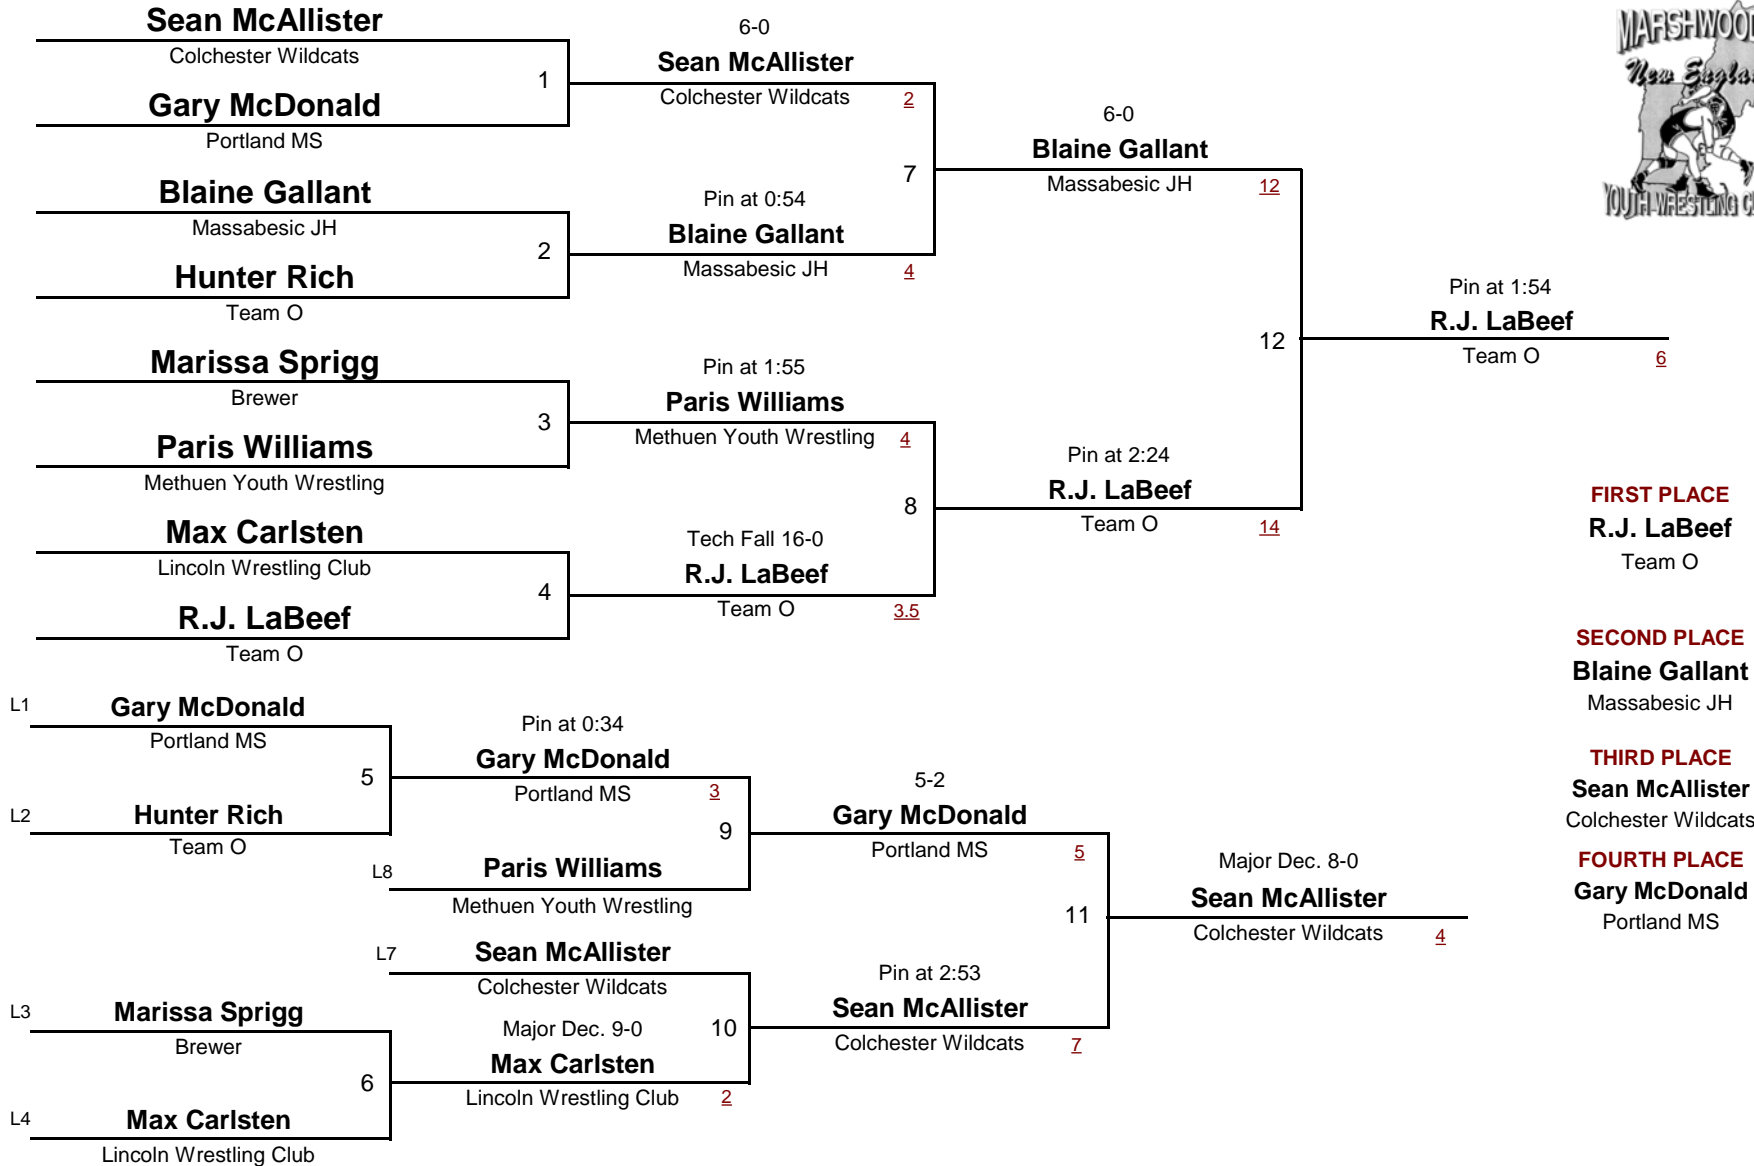 Sean McAllister
Colchester Wildcats
1
Gary McDonald
Portland MS
Blaine Gallant
Massabesic JH
2
Hunter Rich
Team O
Marissa Sprigg
Brewer
3
Paris Williams
Methuen Youth Wrestling
Max Carlsten
Lincoln Wrestling Club
4
R.J. LaBeef
Team O
6-0
Sean McAllister
Colchester Wildcats 2
7
Pin at 0:54
Blaine Gallant
Massabesic JH 4
Pin at 1:55
Paris Williams
Methuen Youth Wrestling 4
8
Tech Fall 16-0
R.J. LaBeef
Team O 3.5
6-0
Blaine Gallant
Massabesic JH 12
12
Pin at 2:24
R.J. LaBeef
Team O 14
Pin at 1:54
R.J. LaBeef
Team O 6
L1 Gary McDonald
Portland MS
5
L2 Hunter Rich
Team O
Pin at 0:34
Gary McDonald
Portland MS 3
9
L8 Paris Williams
Methuen Youth Wrestling
L7 Sean McAllister
Colchester Wildcats
L3 Marissa Sprigg
Brewer
6
L4 Max Carlsten
Lincoln Wrestling Club
Major Dec. 9-0 10
Max Carlsten
Lincoln Wrestling Club 2
5-2
Gary McDonald
Portland MS 5
11
Pin at 2:53
Sean McAllister
Colchester Wildcats 7
Major Dec. 8-0
Sean McAllister
Colchester Wildcats 4
MARSHWOOD
New England
YOUTH WRESTLING
FIRST PLACE
R.J. LaBeef
Team O
SECOND PLACE
Blaine Gallant
Massabesic JH
THIRD PLACE
Sean McAllister
Colchester Wildcats
FOURTH PLACE
Gary McDonald
Portland MS